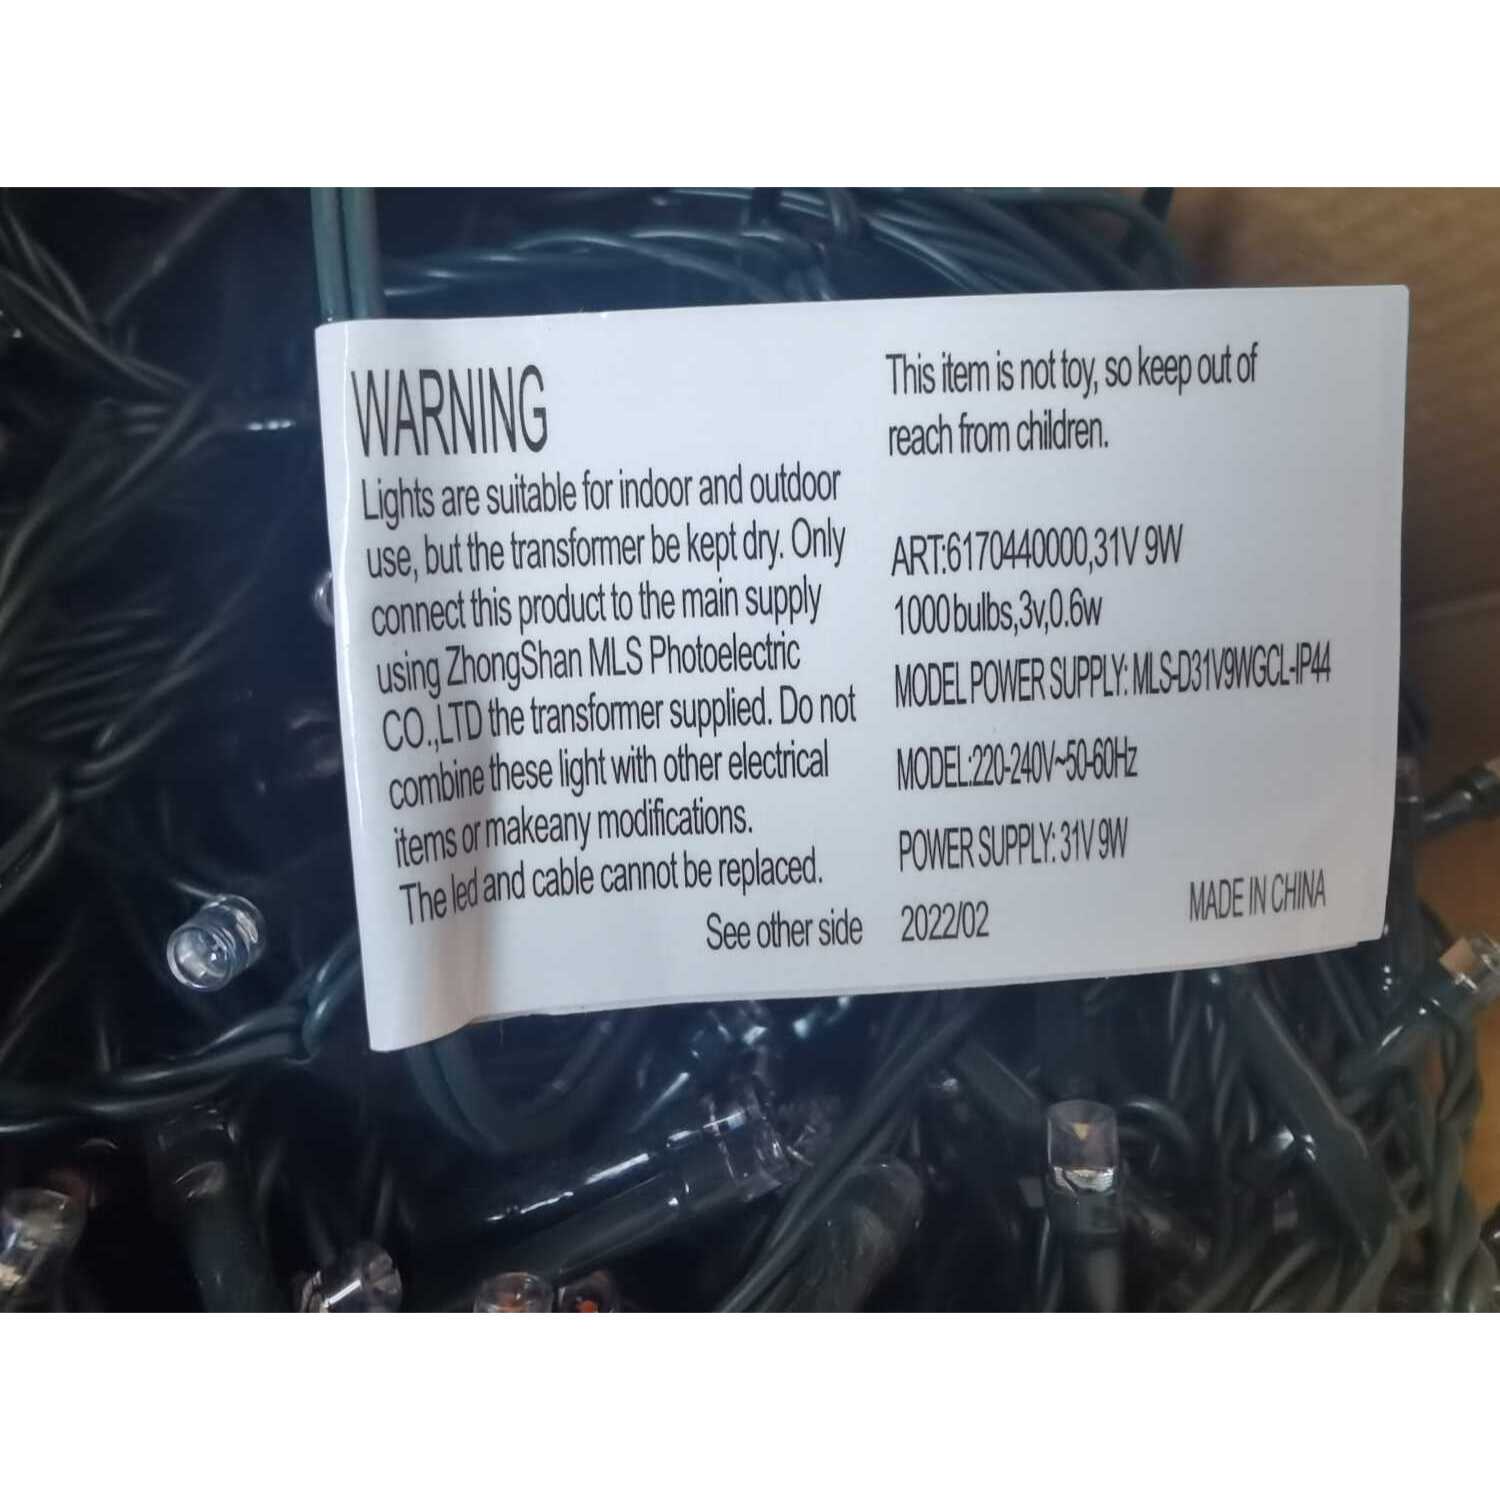 WARNING
Lights are suitable for indoor and outdoor
use, but the transformer be kept dry. Only
connect this product to the main supply
using ZhongShan MLS Photoelectric
CO.,LTD the transformer supplied. Do not
combine these light with other electrical
items or makeany modifications.
The led and cable cannot be replaced.
See other side
This item is not toy, so keep out of
reach from children.
ART:6170440000,31V 9W
1000bulbs,3v,0.6w
MODEL POWER SUPPLY: MLS-D31V9WGCL-IP44
MODEL:220-240V~50-60Hz
POWER SUPPLY: 31V 9W
2022/02 MADE IN CHINA